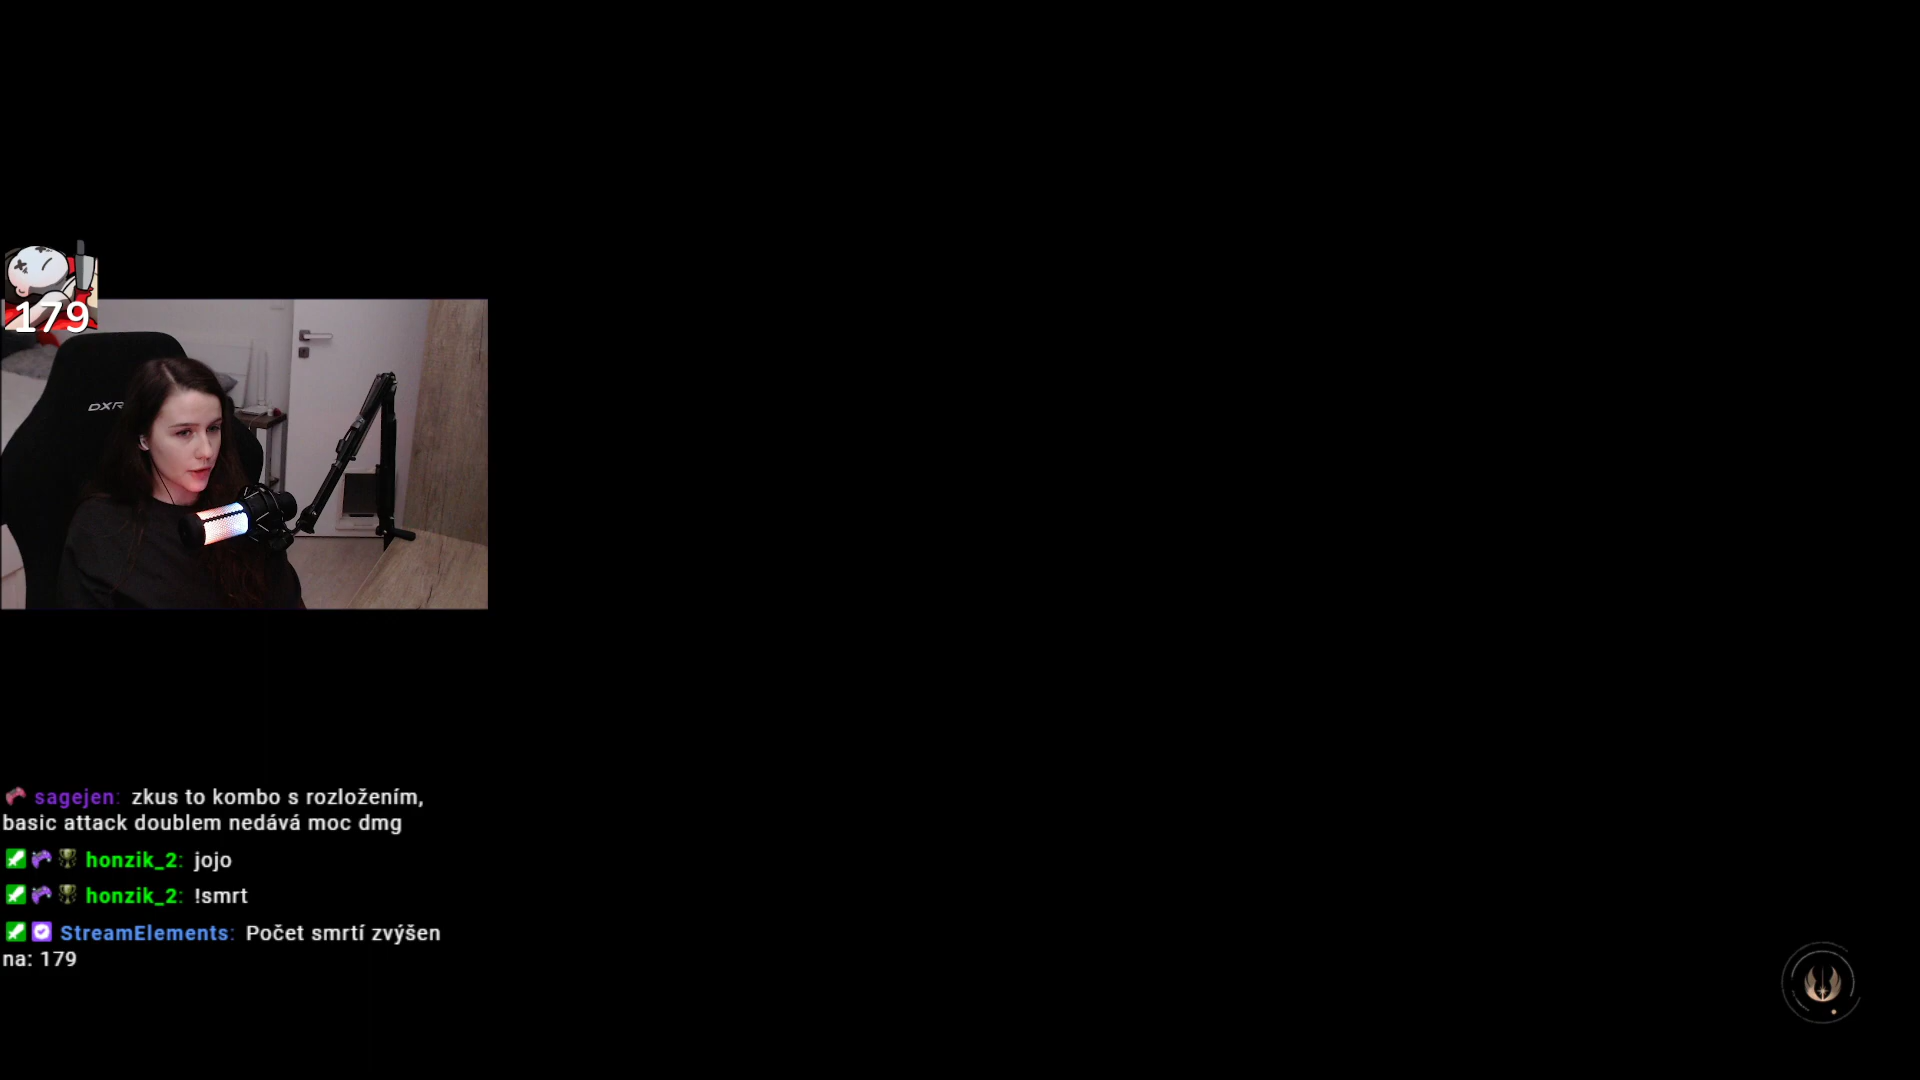 179
DXR
sagejen: zkus to kombo s rozložením,
basic attack doublem nedává moc dmg
honzik_2: jojo
honzik_2: !smrt
StreamElements: Počet smrtí zvýšen
na: 179